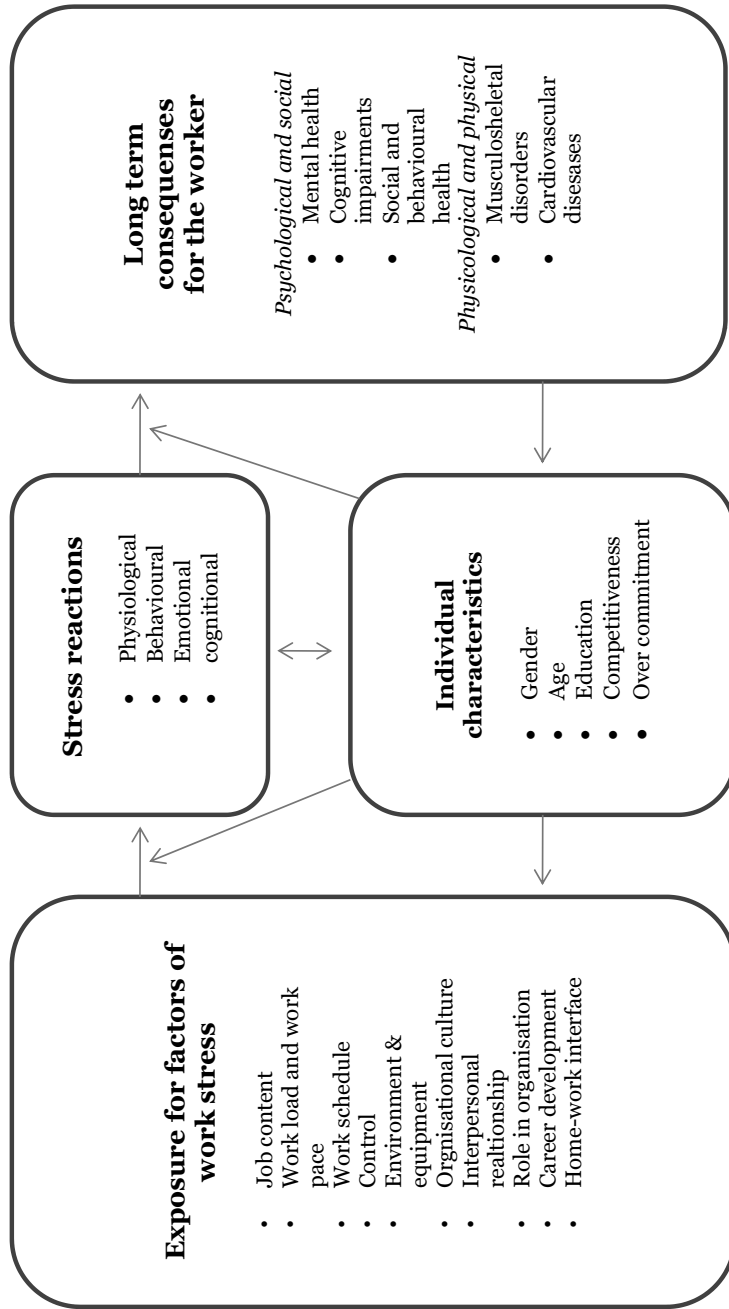 Exposure for factors of
work stress
• Job content
• Work load and work
pace
• Work schedule
• Control
• Environment &
equipment
• Orgnisational culture
• Interpersonal
realtionship
• Role in organisation
• Career development
• Home-work interface
Stress reactions
• Physiological
• Behavioural
• Emotional
• cognitional
Individual
characteristics
• Gender
• Age
• Education
• Competitiveness
• Over commitment
Long term
consequenses
for the worker
Psychological and social
• Mental health
• Cognitive
impairments
• Social and
behavioural
health
Physicological and physical
• Musculosheletal
disorders
• Cardiovascular
disesases